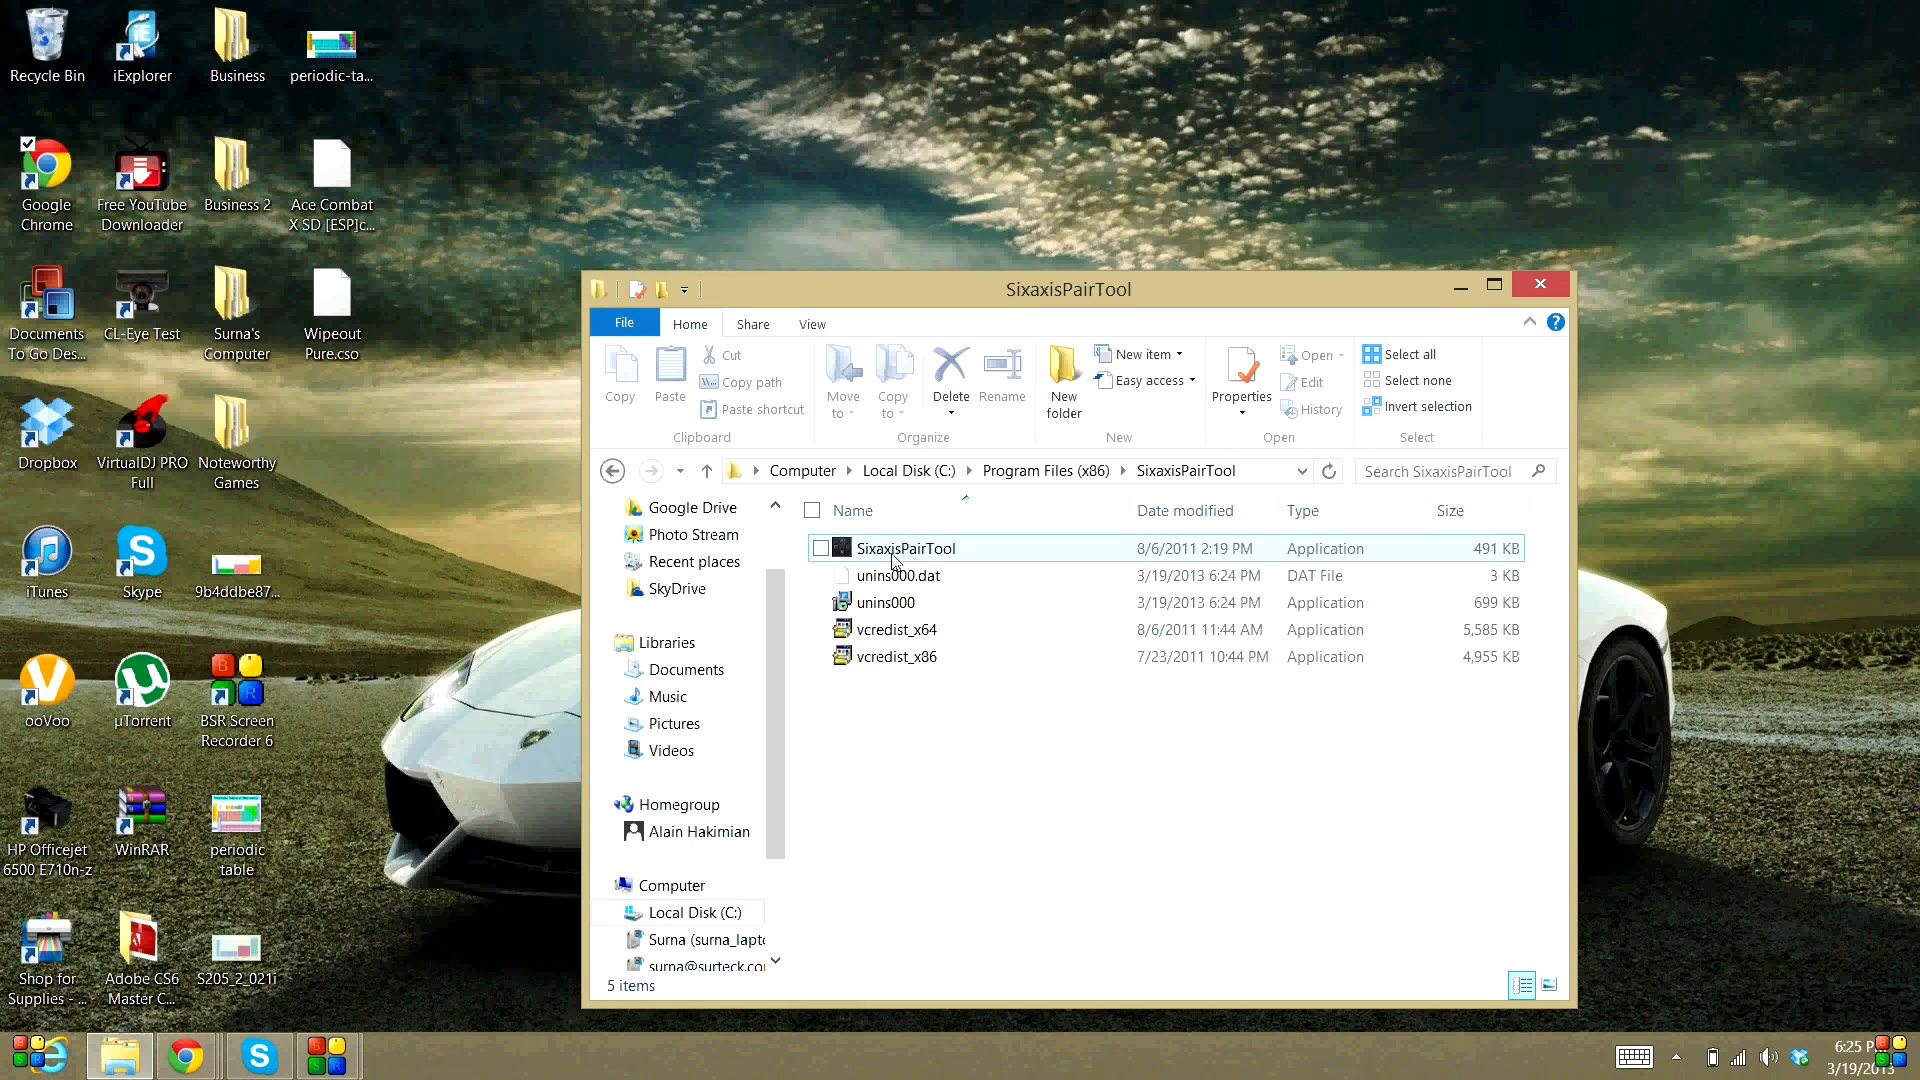 Recycle Bin
iExplorer
Business
periodic-ta...
Google
Chrome
Free YouTube
Downloader
Business 2
Ace Combat
X SD [ESP]c...
Documents
To Go Des...
CL-Eye Test
Surna's
Computer
Wipeout
Pure.cso
Dropbox
VirtualDJ PRO
Full
Noteworthy
Games
iTunes
Skype
9b4ddbe87...
ooVoo
µTorrent
BSR Screen
Recorder 6
HP Officejet
6500 E710n-z
WinRAR
periodic
table
Shop for
Supplies - ...
Adobe CS6
Master C...
S205_2_021i
SixaxisPairTool
File
Home
Share
View
Copy
Paste
Cut
Copy path
Paste shortcut
Clipboard
Move
to
Copy
to
Delete
Rename
Organize
New
folder
New item
Easy access
New
Properties
Open
Edit
History
Open
Select all
Select none
Invert selection
Select
Computer
Local Disk (C:)
Program Files (x86)
SixaxisPairTool
Search SixaxisPairTool
Google Drive
Photo Stream
Recent places
SkyDrive
Libraries
Documents
Music
Pictures
Videos
Homegroup
Alain Hakimian
Computer
Local Disk (C:)
Surna (surna_lapto
surna@surteck.co
Name Date modified Type Size
SixaxisPairTool 8/6/2011 2:19 PM Application 491 KB
unins000.dat 3/19/2013 6:24 PM DAT File 3 KB
unins000 3/19/2013 6:24 PM Application 699 KB
vcredist_x64 8/6/2011 11:44 AM Application 5,585 KB
vcredist_x86 7/23/2011 10:44 PM Application 4,955 KB
5 items
6:25 P
3/19/2013